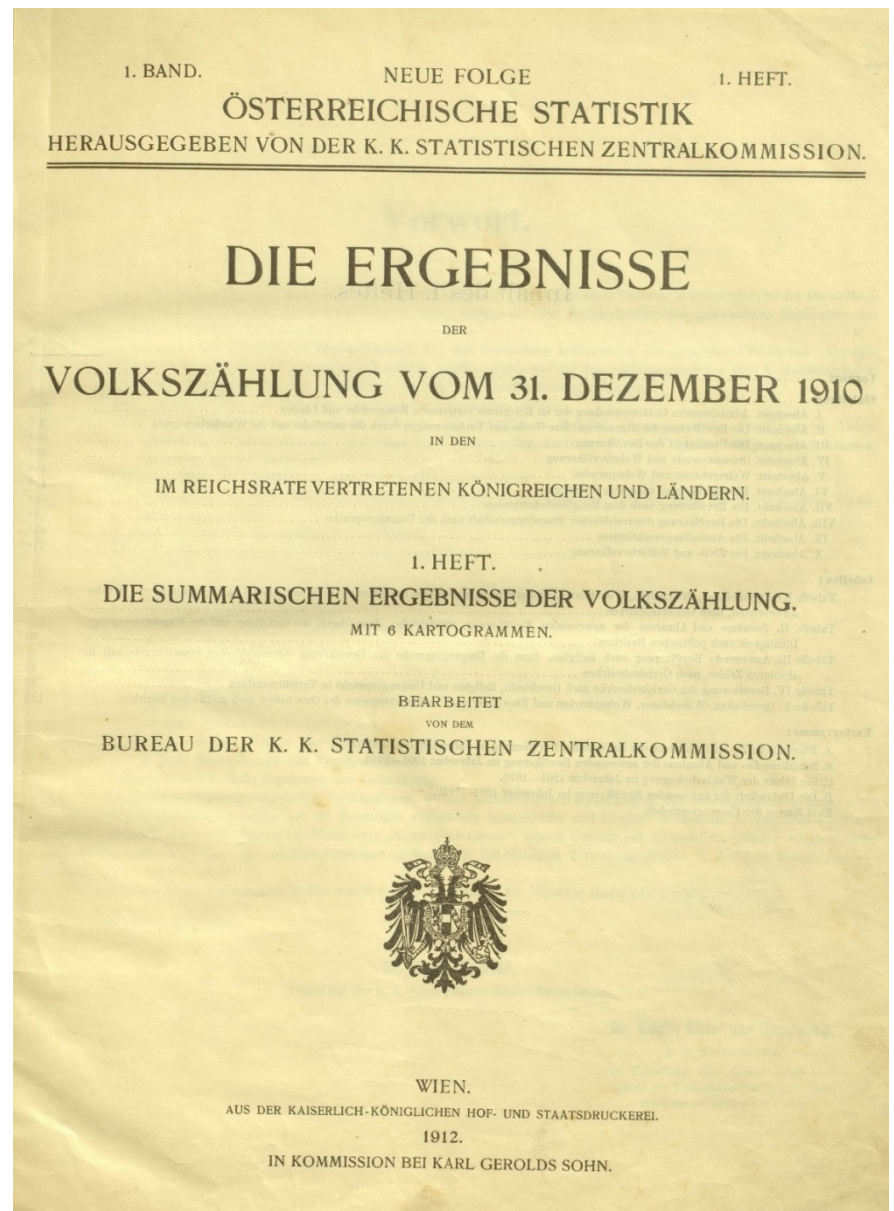 1. BAND. NEUE FOLGE 1. HEFT.
ÖSTERREICHISCHE STATISTIK
HERAUSGEGEBEN VON DER K. K. STATISTISCHEN ZENTRALKOMMISSION.
DIE ERGEBNISSE
DER
VOLKSZÄHLUNG VOM 31. DEZEMBER 1910
IN DEN
IM REICHSRATE VERTRETENEN KÖNIGREICHEN UND LÄNDERN.
1. HEFT.
DIE SUMMARISCHEN ERGEBNISSE DER VOLKSZÄHLUNG.
MIT 6 KARTOGRAMMEN.
BEARBEITET
VON DEM
BUREAU DER K. K. STATISTISCHEN ZENTRALKOMMISSION.
WIEN.
AUS DER KAISERLICH-KÖNIGLICHEN HOF- UND STAATSDRUCKEREI.
1912.
IN KOMMISSION BEI KARL GEROLDS SOHN.